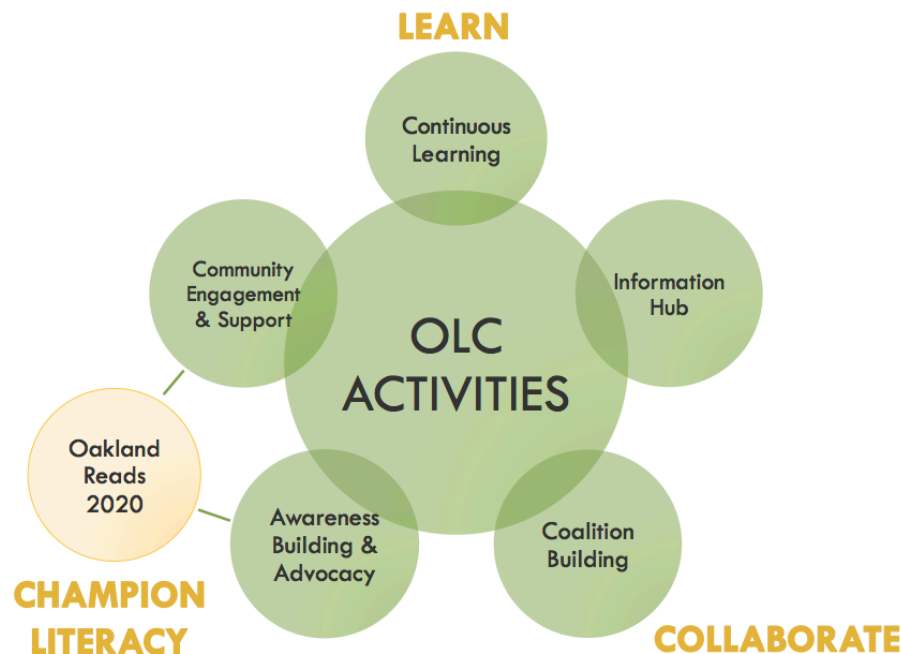 LEARN
Continuous
Learning
Community
Engagement
& Support
Information
Hub
OLC
ACTIVITIES
Oakland
Reads
2020
Awareness
Building &
Advocacy
Coalition
Building
CHAMPION
LITERACY
COLLABORATE